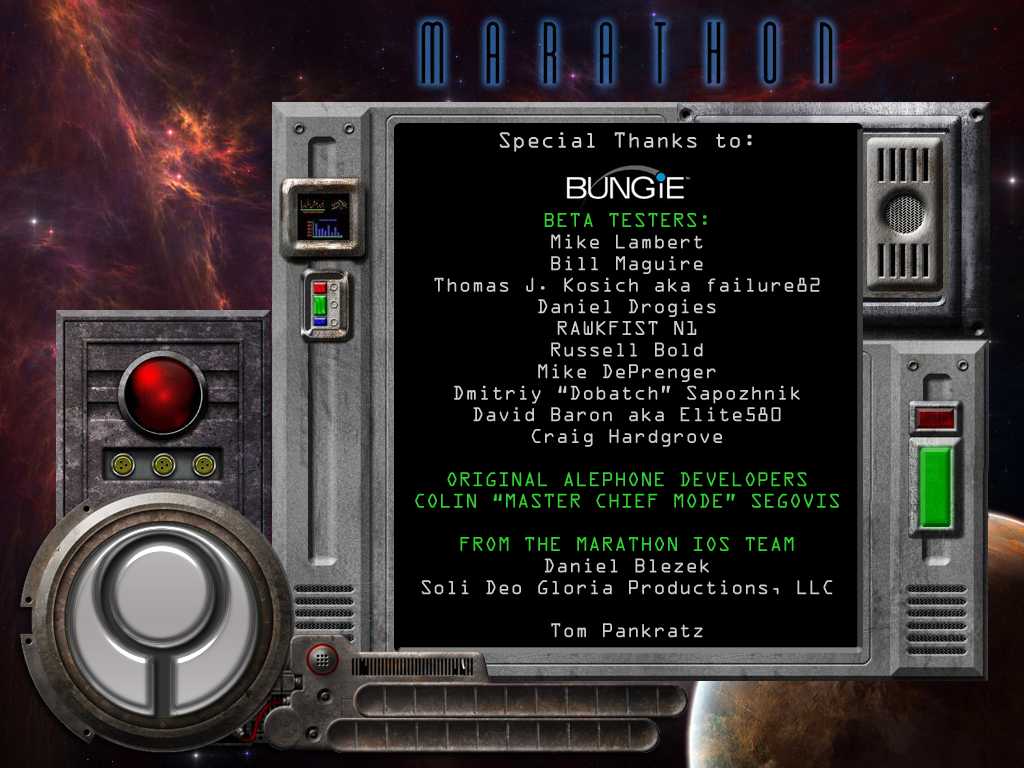 MARATHON
Special Thanks to:
BUNGiE™
BETA TESTERS:
Mike Lambert
Bill Maguire
Thomas J. Kosich aka failure82
Daniel Drogies
RAWKFIST N1
Russell Bold
Mike DePrenger
Dmitriy “Dobatch” Sapozhnik
David Baron aka Elite580
Craig Hardgrove
ORIGINAL ALEPHONE DEVELOPERS
COLIN “MASTER CHIEF MODE” SEGOVIS
FROM THE MARATHON IOS TEAM
Daniel Blezek
Soli Deo Gloria Productions, LLC
Tom Pankratz